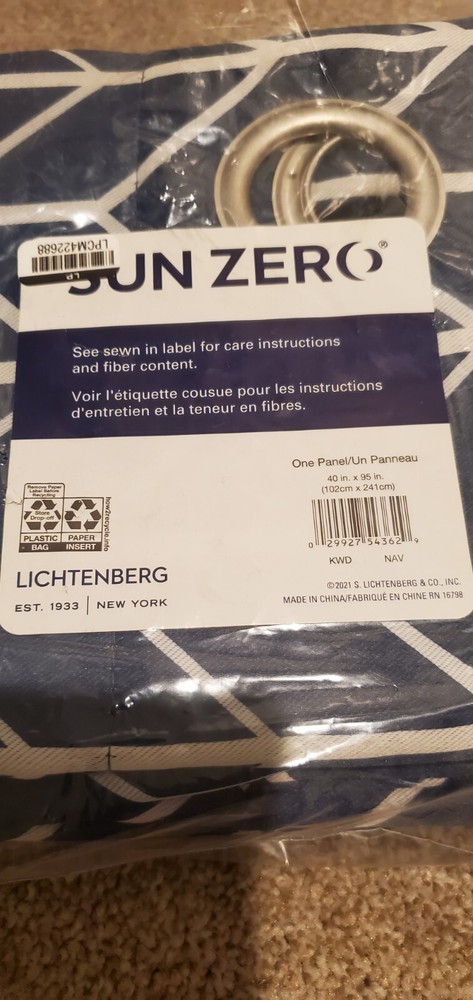 LPCM422688
LP
SUN ZERO®
See sewn in label for care instructions
and fiber content.
Voir l'étiquette cousue pour les instructions
d'entretien et la teneur en fibres.
One Panel/Un Panneau
40 in. x 95 in.
(102cm x 241cm)
0 29927 54362 9
KWD NAV
Remove Paper
Label Before
Recycling
Store
Drop-off
PLASTIC
BAG
PAPER
INSERT
how2recycle.info
LICHTENBERG
EST. 1933 | NEW YORK
©2021 S. LICHTENBERG & CO., INC.
MADE IN CHINA/FABRIQUÉ EN CHINE RN 16798